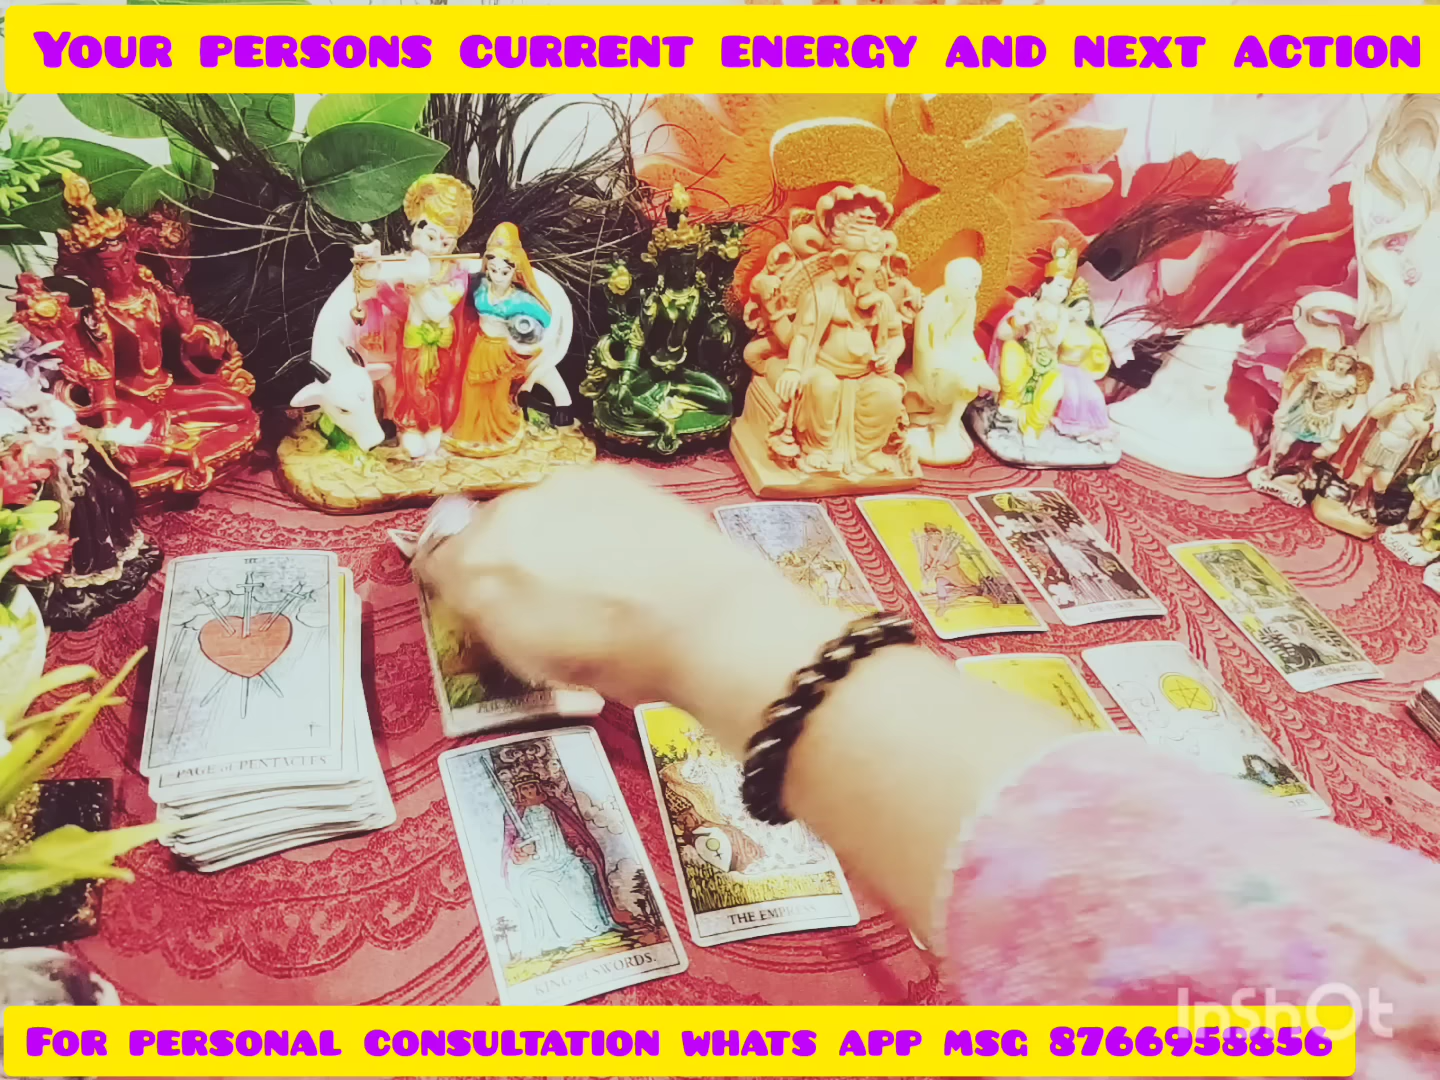 Your persons current energy and next action
III
PAGE of PENTACLES
KING of SWORDS.
THE EMPRESS
For personal consultation whats app msg 8766958856
InShOt